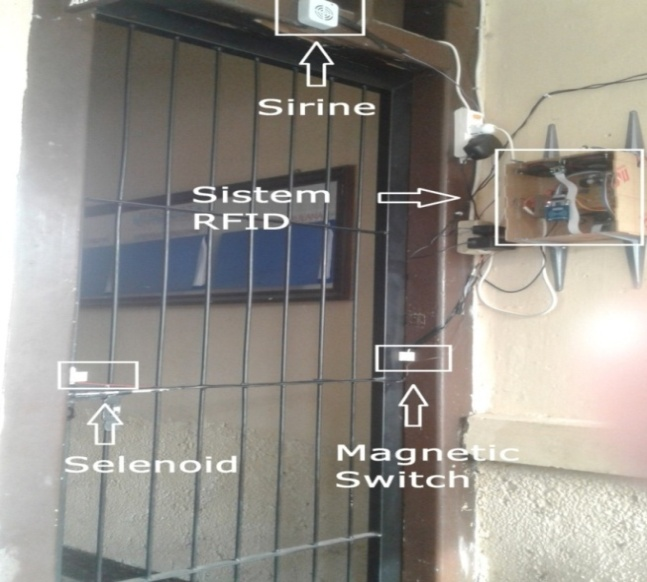 Sirine
Sistem
RFID
Magnetic
Switch
Selenoid